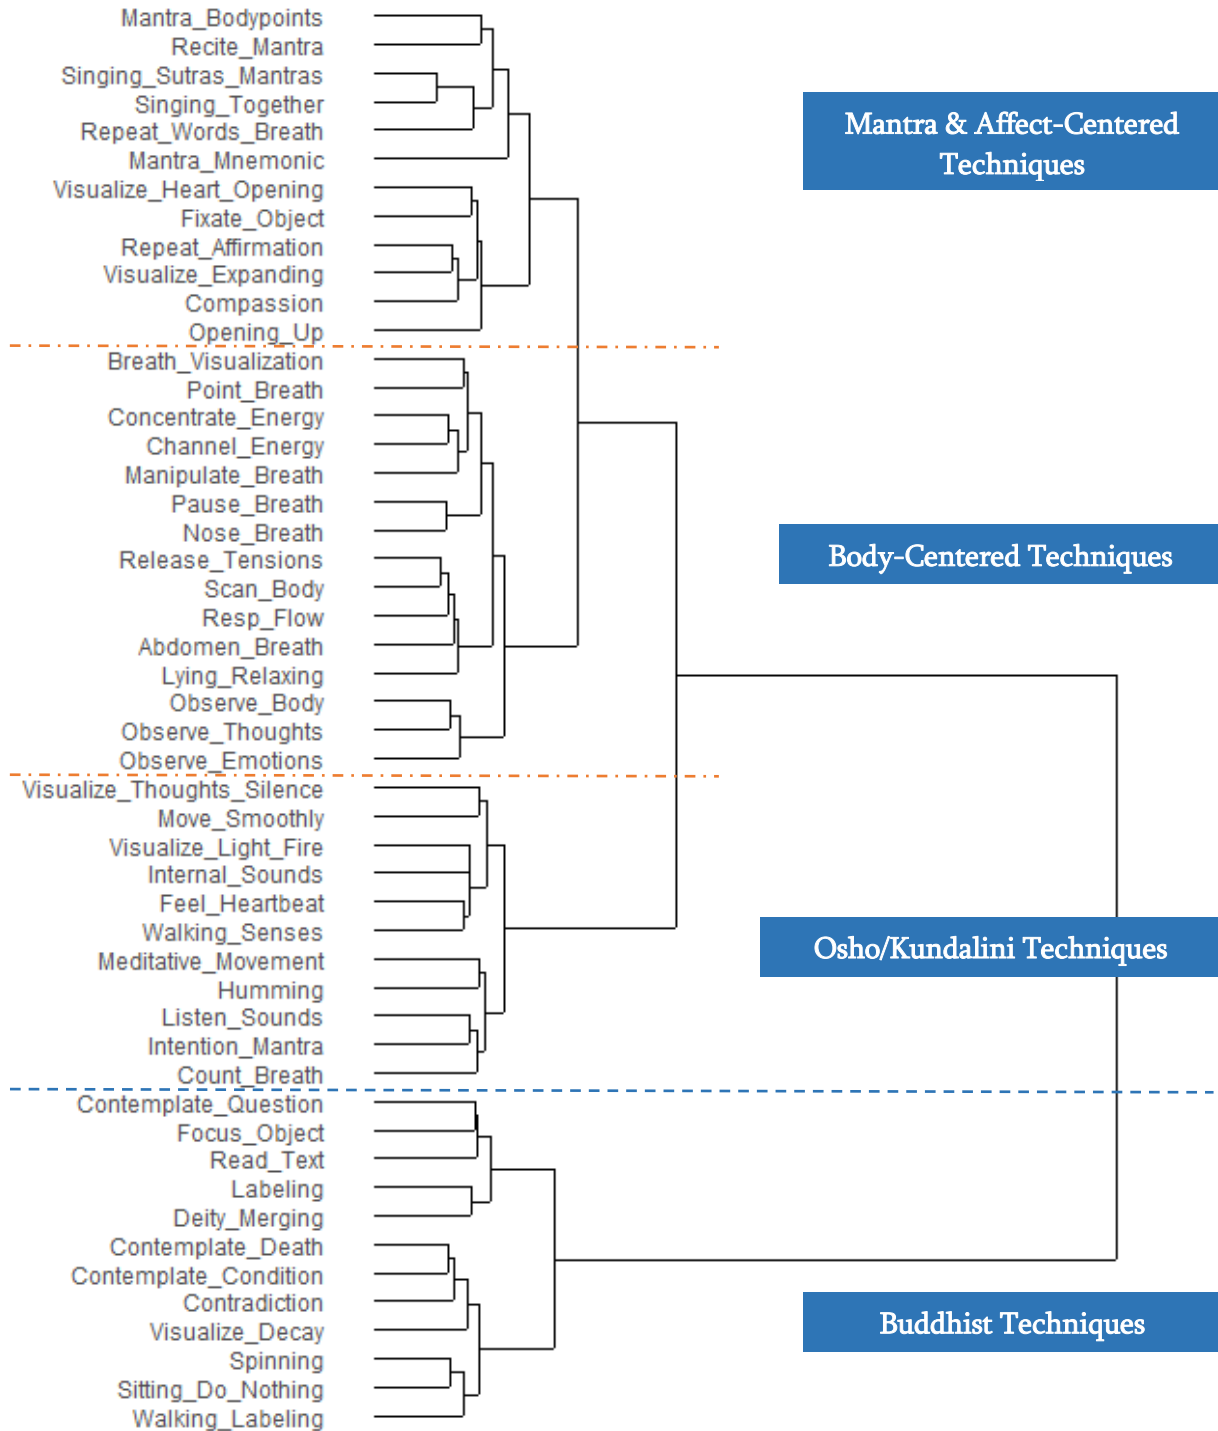 Mantra_Bodypoints
Recite_Mantra
Singing_Sutras_Mantras
Singing_Together
Repeat_Words_Breath
Mantra_Mnemonic
Visualize_Heart_Opening
Fixate_Object
Repeat_Affirmation
Visualize_Expanding
Compassion
Opening_Up
Mantra & Affect-Centered
Techniques
Breath_Visualization
Point_Breath
Concentrate_Energy
Channel_Energy
Manipulate_Breath
Pause_Breath
Nose_Breath
Release_Tensions
Scan_Body
Resp_Flow
Abdomen_Breath
Lying_Relaxing
Observe_Body
Observe_Thoughts
Observe_Emotions
Body-Centered Techniques
Visualize_Thoughts_Silence
Move_Smoothly
Visualize_Light_Fire
Internal_Sounds
Feel_Heartbeat
Walking_Senses
Meditative_Movement
Humming
Listen_Sounds
Intention_Mantra
Count_Breath
Osho/Kundalini Techniques
Contemplate_Question
Focus_Object
Read_Text
Labeling
Deity_Merging
Contemplate_Death
Contemplate_Condition
Contradiction
Visualize_Decay
Spinning
Sitting_Do_Nothing
Walking_Labeling
Buddhist Techniques